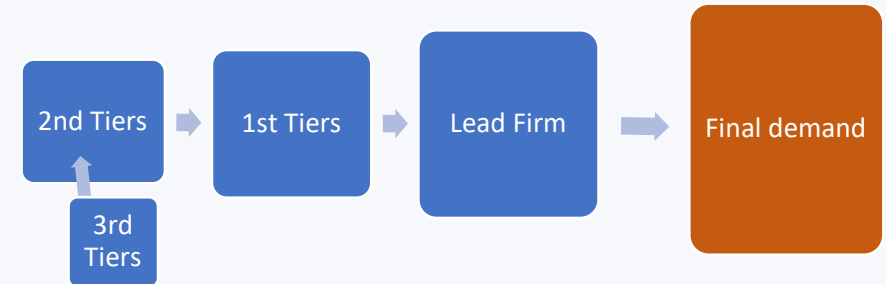 2nd Tiers
1st Tiers
Lead Firm
Final demand
3rd
Tiers